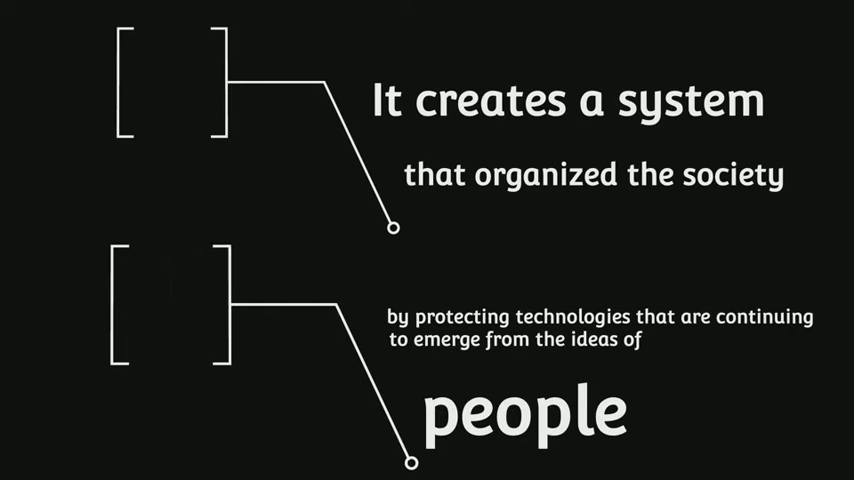 It creates a system
that organized the society
by protecting technologies that are continuing
to emerge from the ideas of
people